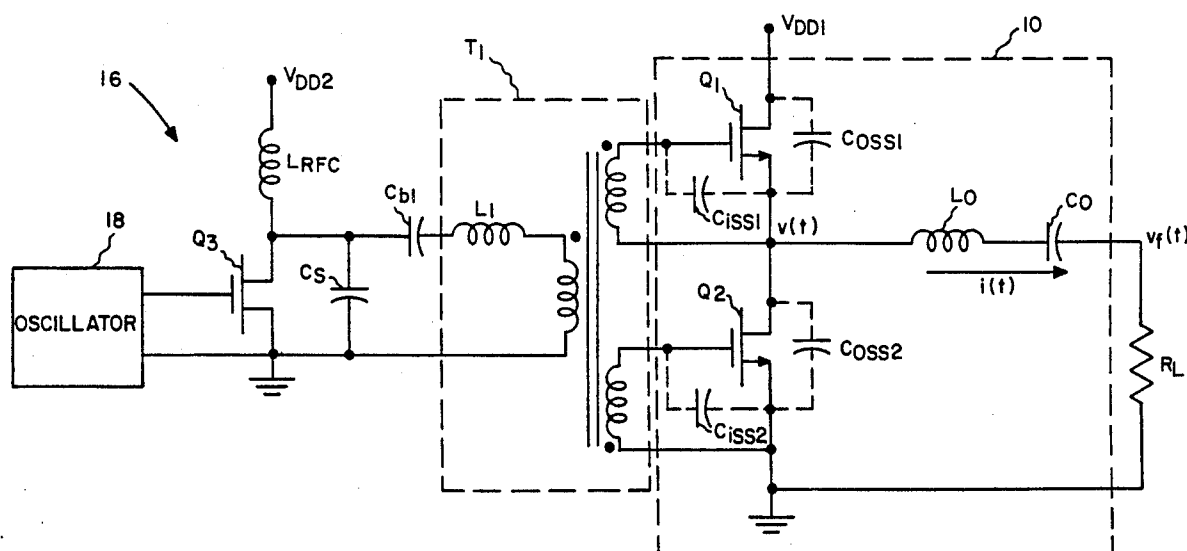 16
VDD2
LRFC
T1
VDD1
10
Q1
COSS1
CISS1
Cb1
L1
v(t)
LO
CO
vf(t)
i(t)
18
Q3
CS
OSCILLATOR
Q2
COSS2
CISS2
RL